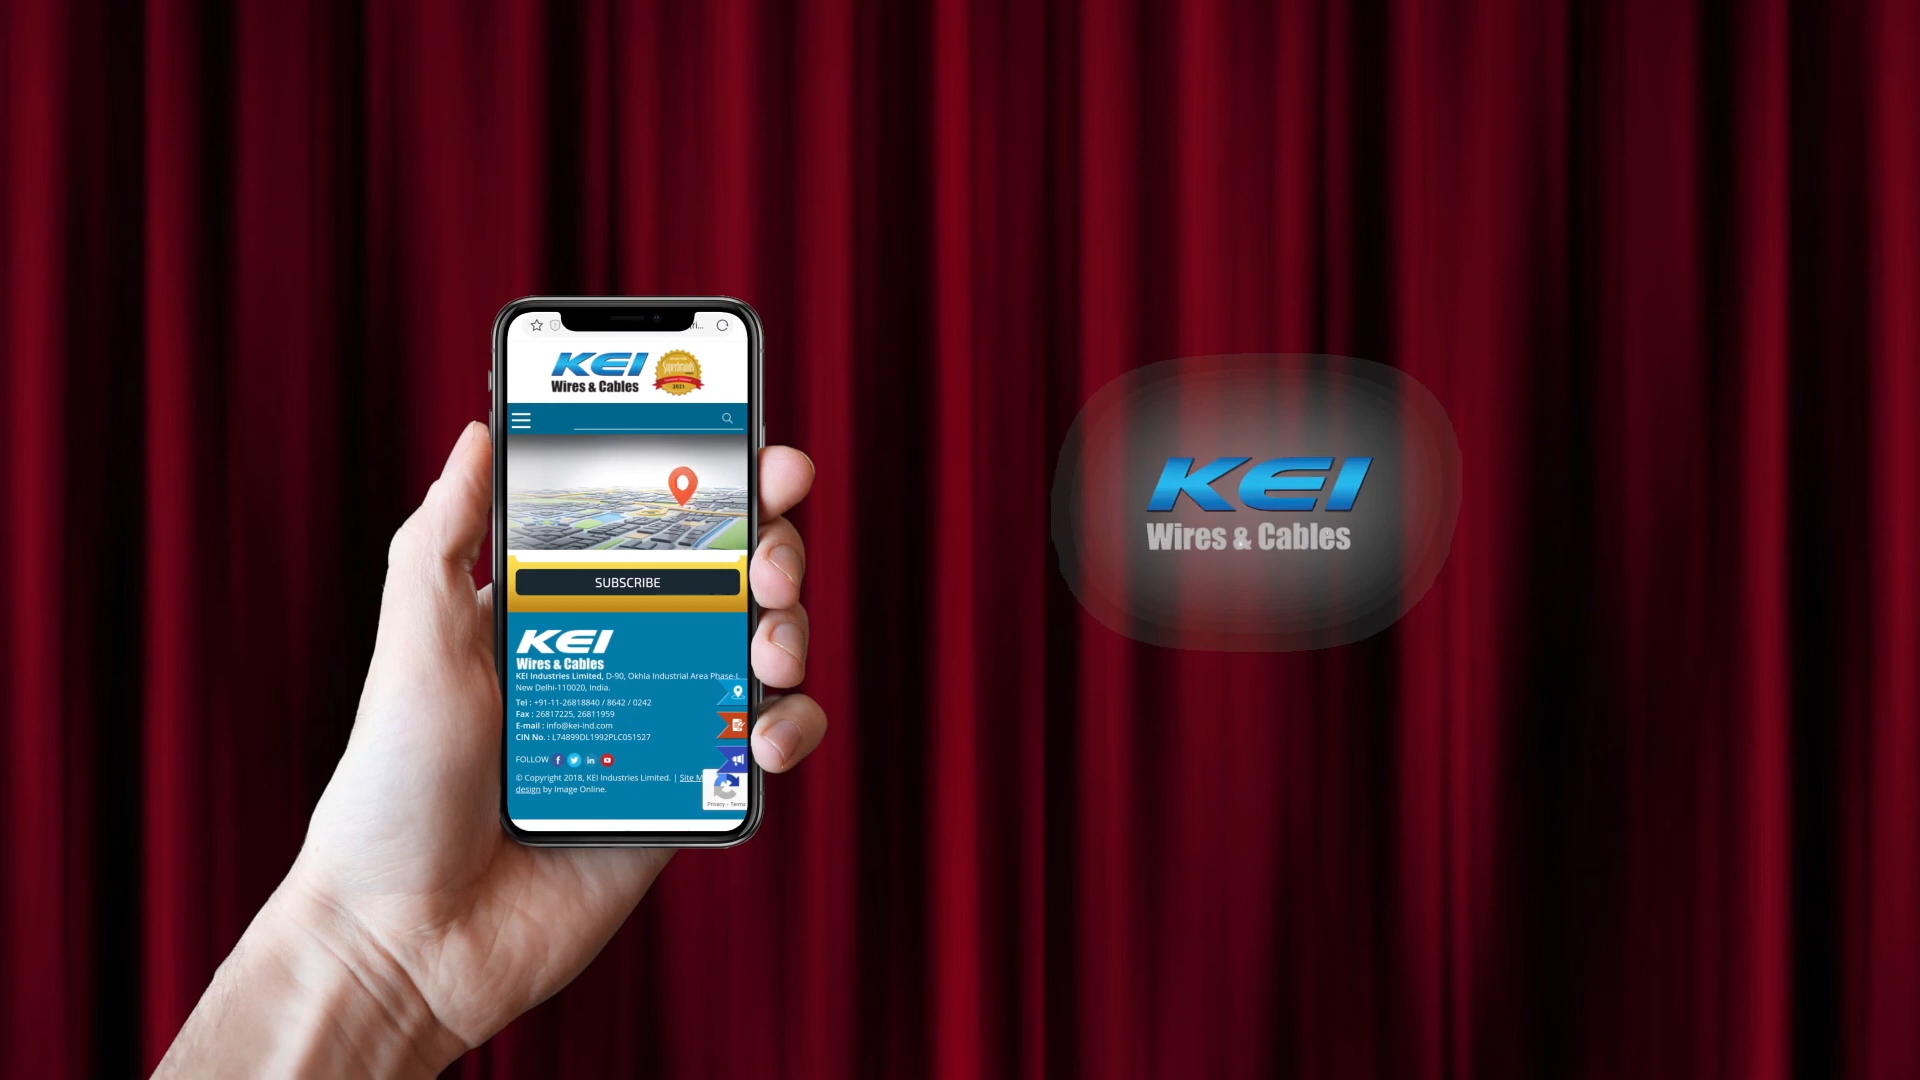 KEI
Wires & Cables
Superbrands
2021
SUBSCRIBE
KEI
Wires & Cables
KEI Industries Limited, D-90, Okhla Industrial Area Phase-I,
New Delhi-110020, India.
Tel : +91-11-26818840 / 8642 / 0242
Fax : 26817225, 26811959
E-mail : info@kei-ind.com
CIN No. : L74899DL1992PLC051527
FOLLOW
© Copyright 2018, KEI Industries Limited. | Site M
design by Image Online.
Privacy - Terms
KEI
Wires & Cables